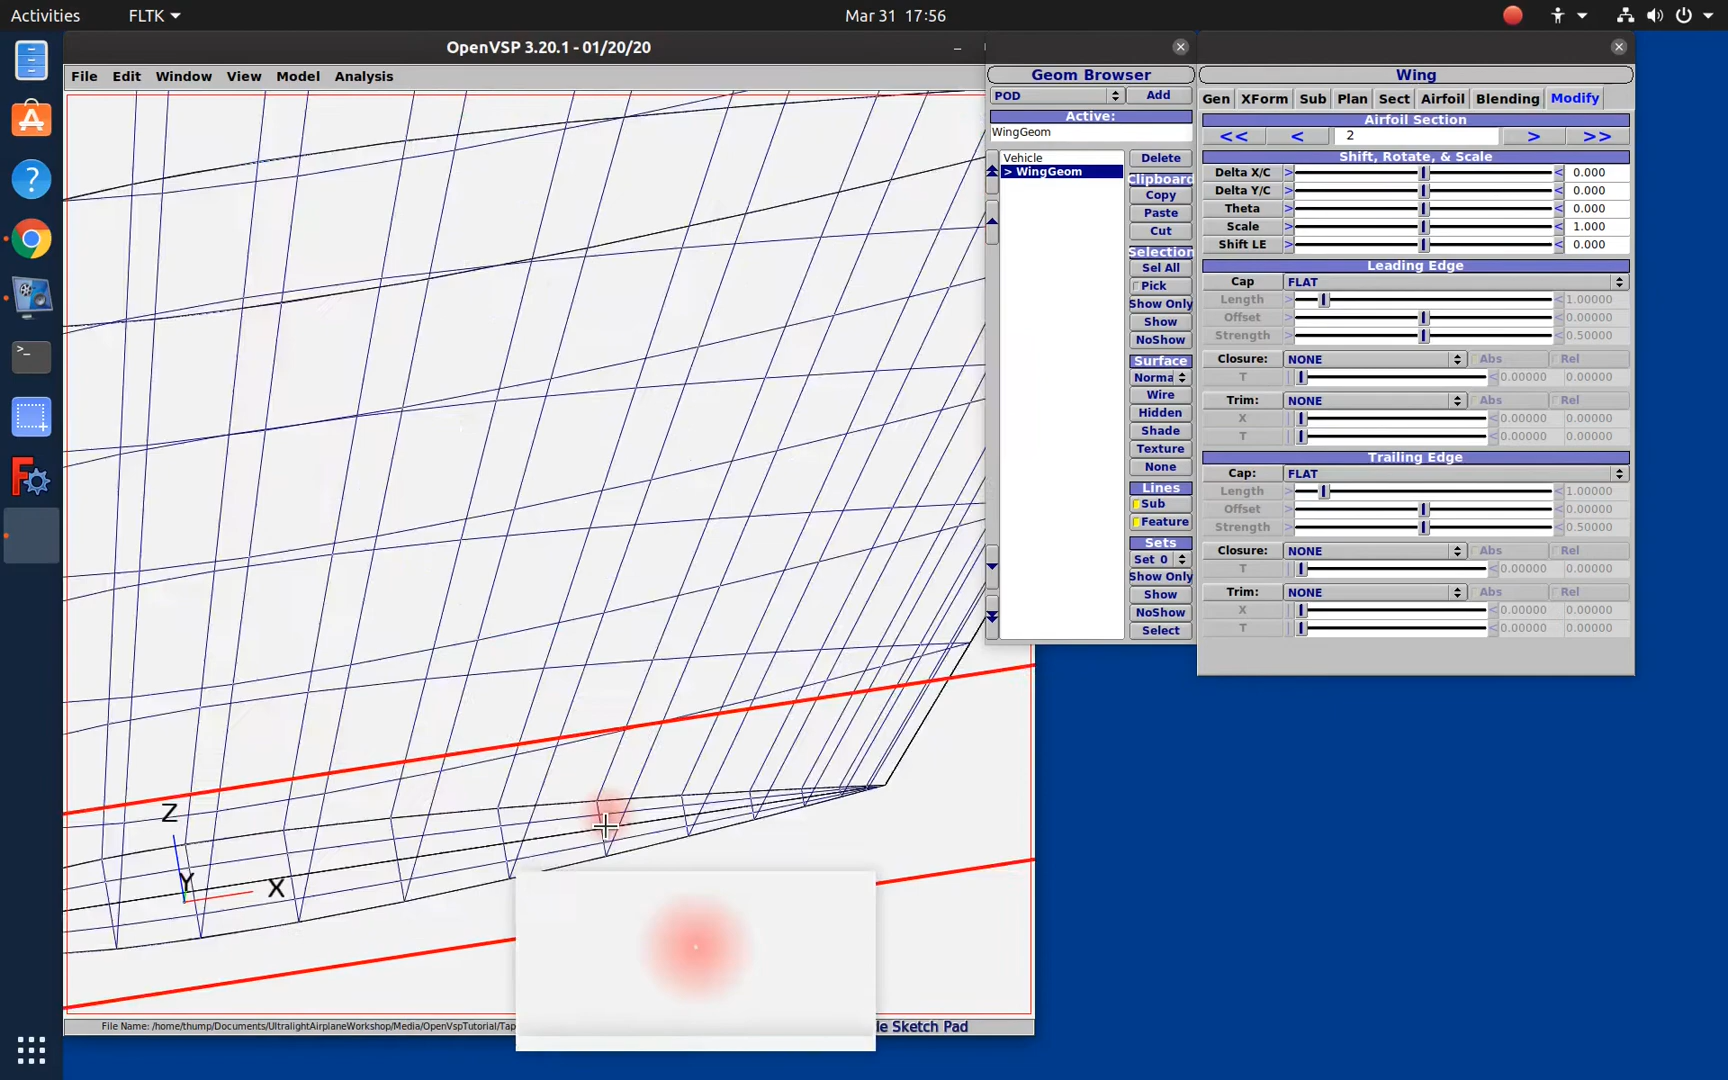 Activities
FLTK
Mar 31 17:56
OpenVSP 3.20.1 - 01/20/20
File Edit Window View Model Analysis
Z
Y
X
File Name: /home/thump/Documents/UltralightAirplaneWorkshop/Media/OpenVspTutorial/Tap
le Sketch Pad
Geom Browser
POD
Add
Active:
WingGeom
Vehicle
> WingGeom
Delete
Clipboard
Copy
Paste
Cut
Selection
Sel All
Pick
Show Only
Show
NoShow
Surface
Norma
Wire
Hidden
Shade
Texture
None
Lines
Sub
Feature
Sets
Set 0
Show Only
Show
NoShow
Select
Wing
Gen XForm Sub Plan Sect Airfoil Blending Modify
Airfoil Section
<< < 2 > >>
Shift, Rotate, & Scale
Delta X/C > < 0.000
Delta Y/C > < 0.000
Theta > < 0.000
Scale > < 1.000
Shift LE > < 0.000
Leading Edge
Cap FLAT
Length > < 1.00000
Offset > < 0.00000
Strength > < 0.50000
Closure: NONE Abs Rel
T < 0.00000 0.00000
Trim: NONE Abs Rel
X < 0.00000 0.00000
T < 0.00000 0.00000
Trailing Edge
Cap: FLAT
Length > < 1.00000
Offset > < 0.00000
Strength > < 0.50000
Closure: NONE Abs Rel
T < 0.00000 0.00000
Trim: NONE Abs Rel
X < 0.00000 0.00000
T < 0.00000 0.00000